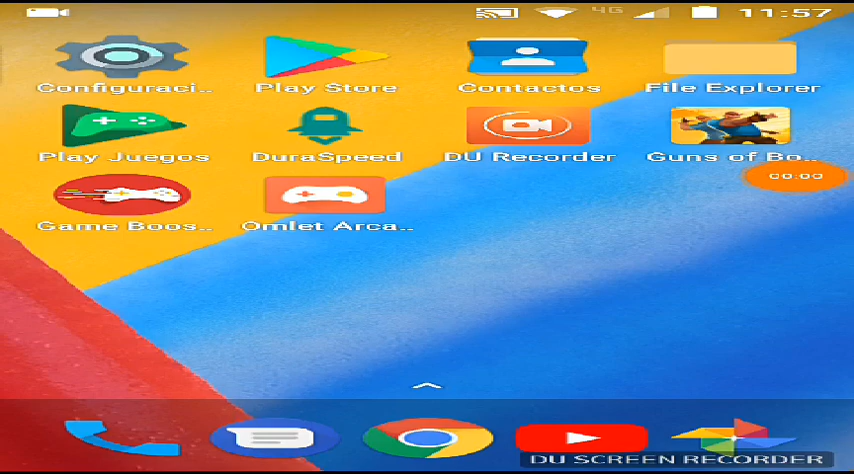 4G 11:57
Configuraci..
Play Store
Contactos
File Explorer
Play Juegos
DuraSpeed
DU Recorder
Guns of Bo..
00:00
Game Boos..
Omlet Arca..
DU SCREEN RECORDER